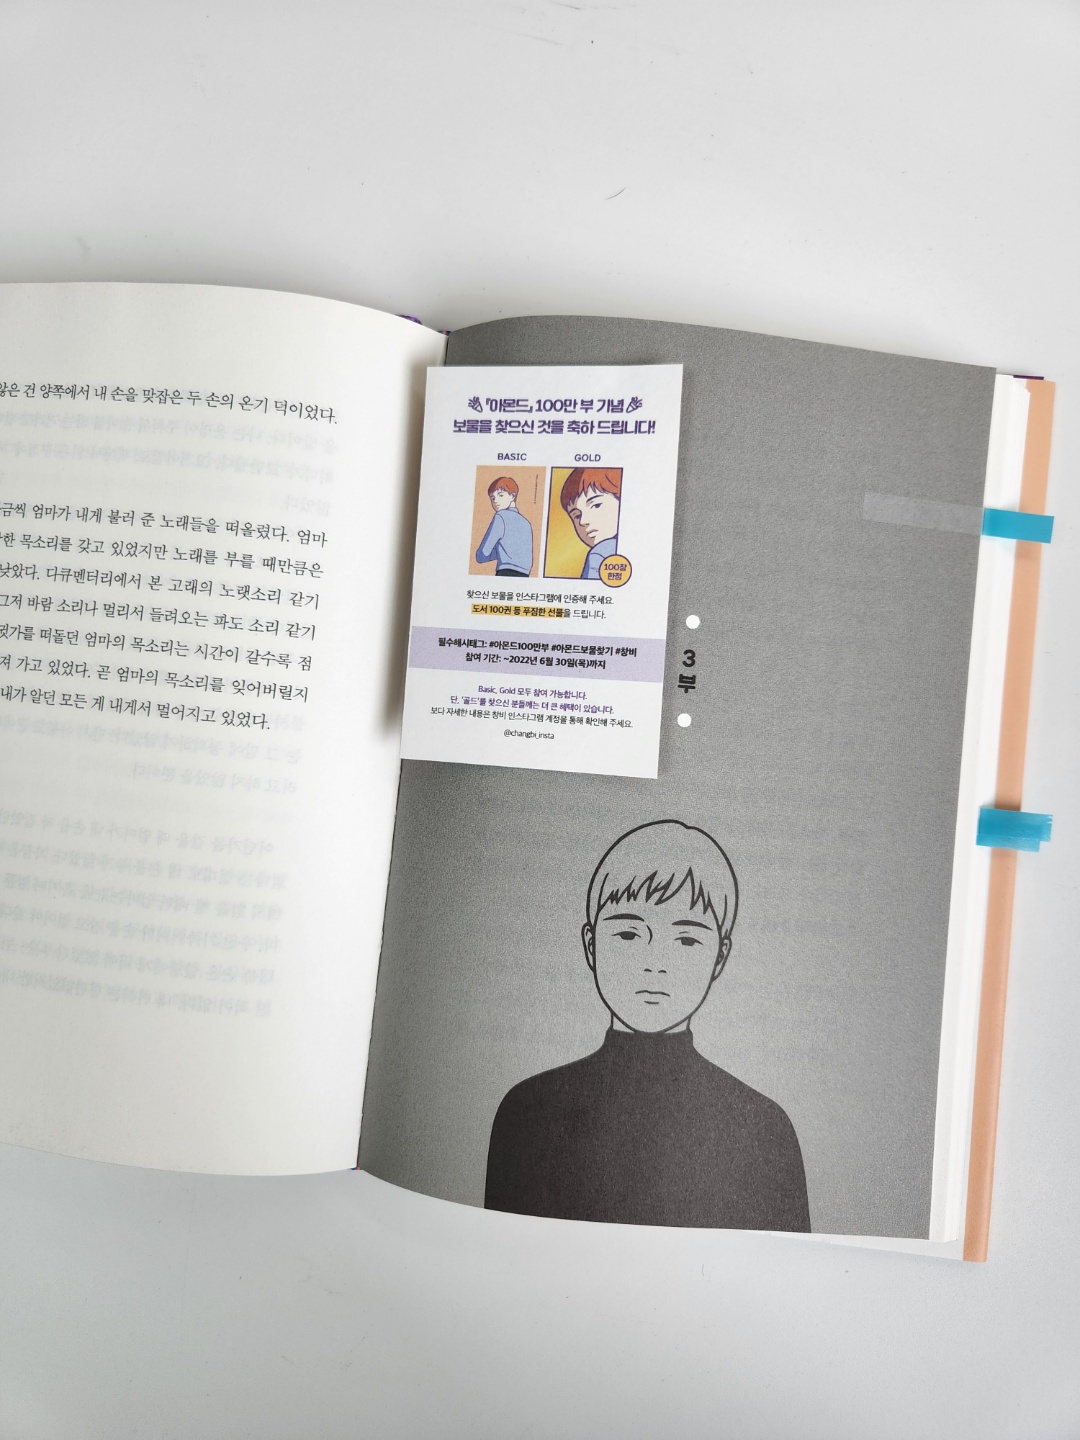 않은 건 양쪽에서 내 손을 맞잡은 두 손의 온기 덕이었다.
엄마가 내게 불러 준 노래들을 떠올렸다. 엄마
목소리를 갖고 있었지만 노래를 부를 때만큼은
낮았다. 다큐멘터리에서 본 고래의 노랫소리 같기
그저 바람 소리나 멀리서 들려오는 파도 소리 같기
귓가를 떠돌던 엄마의 목소리는 시간이 갈수록 점
가고 있었다. 곧 엄마의 목소리를 잊어버릴지
내가 알던 모든 게 내게서 멀어지고 있었다.
『아몬드』 100만 부 기념
보물을 찾으신 것을 축하 드립니다!
BASIC GOLD
100장
한정
찾으신 보물을 인스타그램에 인증해 주세요.
도서 100권 등 푸짐한 선물을 드립니다.
필수해시태그: #아몬드100만부 #아몬드보물찾기 #창비
참여 기간: ~2022년 6월 30일(목)까지
Basic, Gold 모두 참여 가능합니다.
단, '골드'를 찾으신 분들께는 더 큰 혜택이 있습니다.
보다 자세한 내용은 창비 인스타그램 계정을 통해 확인해 주세요.
@changbi_insta
3
부